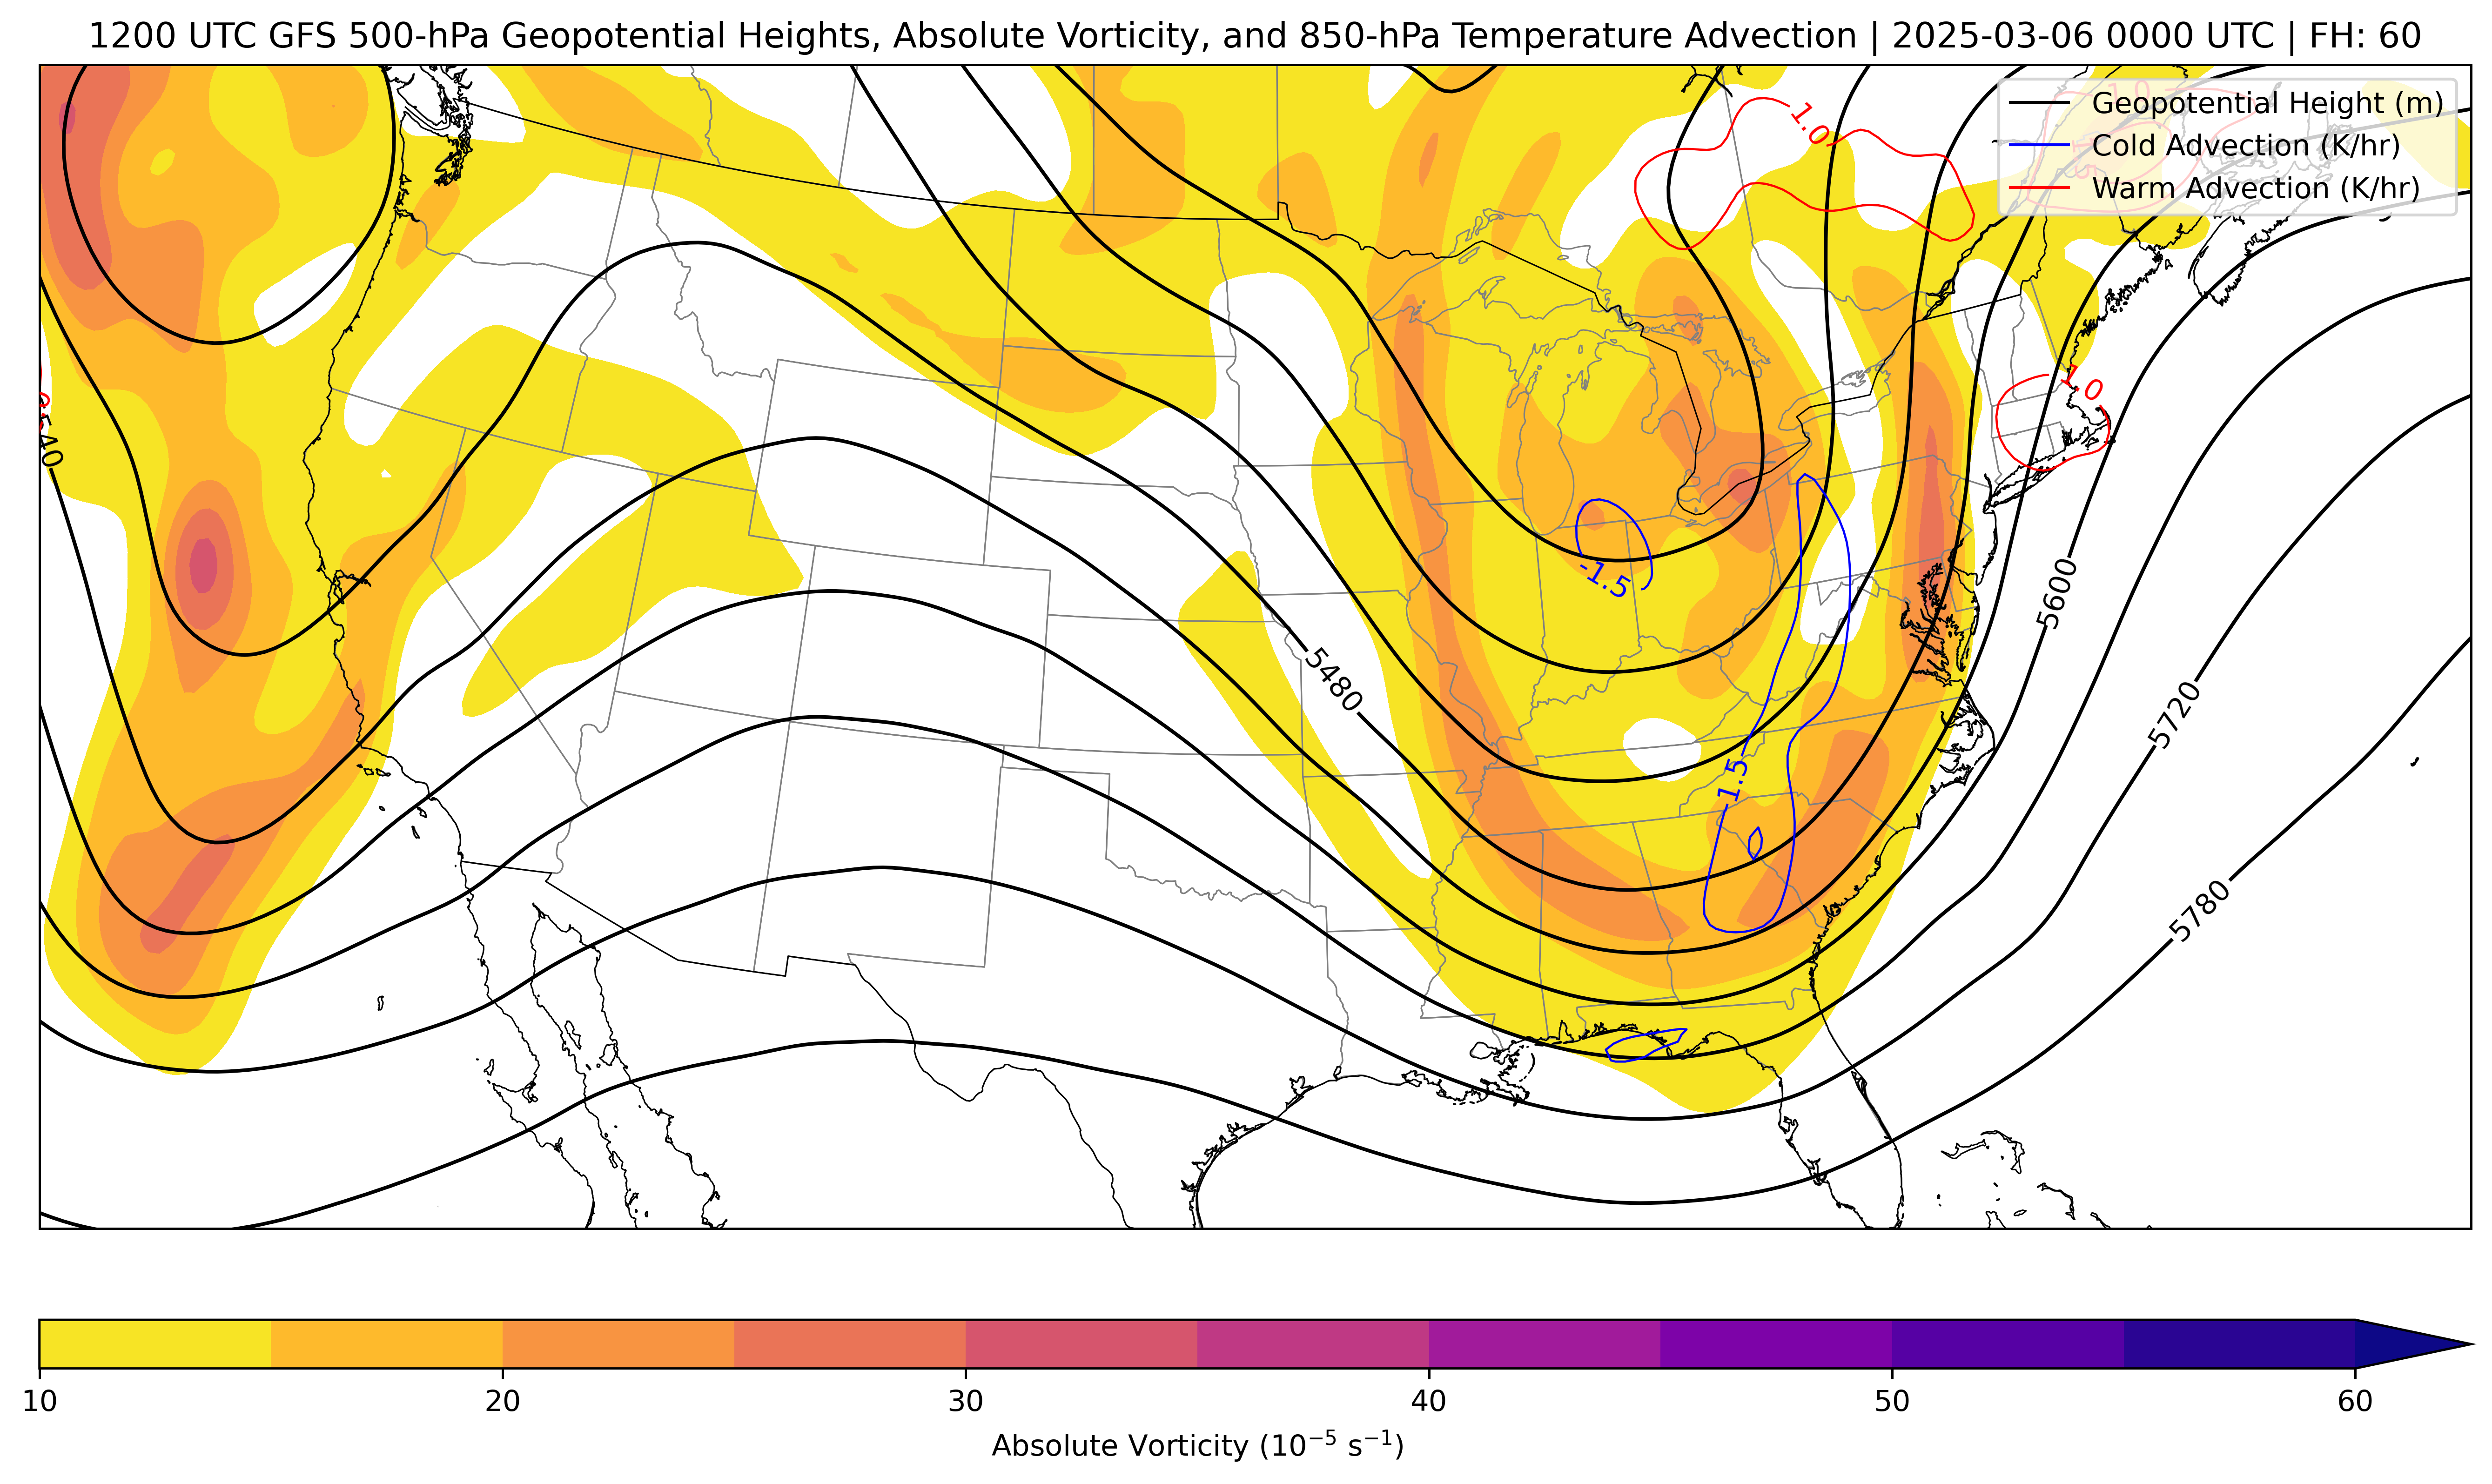 1200 UTC GFS 500-hPa Geopotential Heights, Absolute Vorticity, and 850-hPa Temperature Advection | 2025-03-06 0000 UTC | FH: 60
Geopotential Height (m)
Cold Advection (K/hr)
Warm Advection (K/hr)
1.0
1.0
1.0
-1.5
5600
5480
5720
-1.5
5780
10 20 30 40 50 60
Absolute Vorticity (10⁻⁵ s⁻¹)